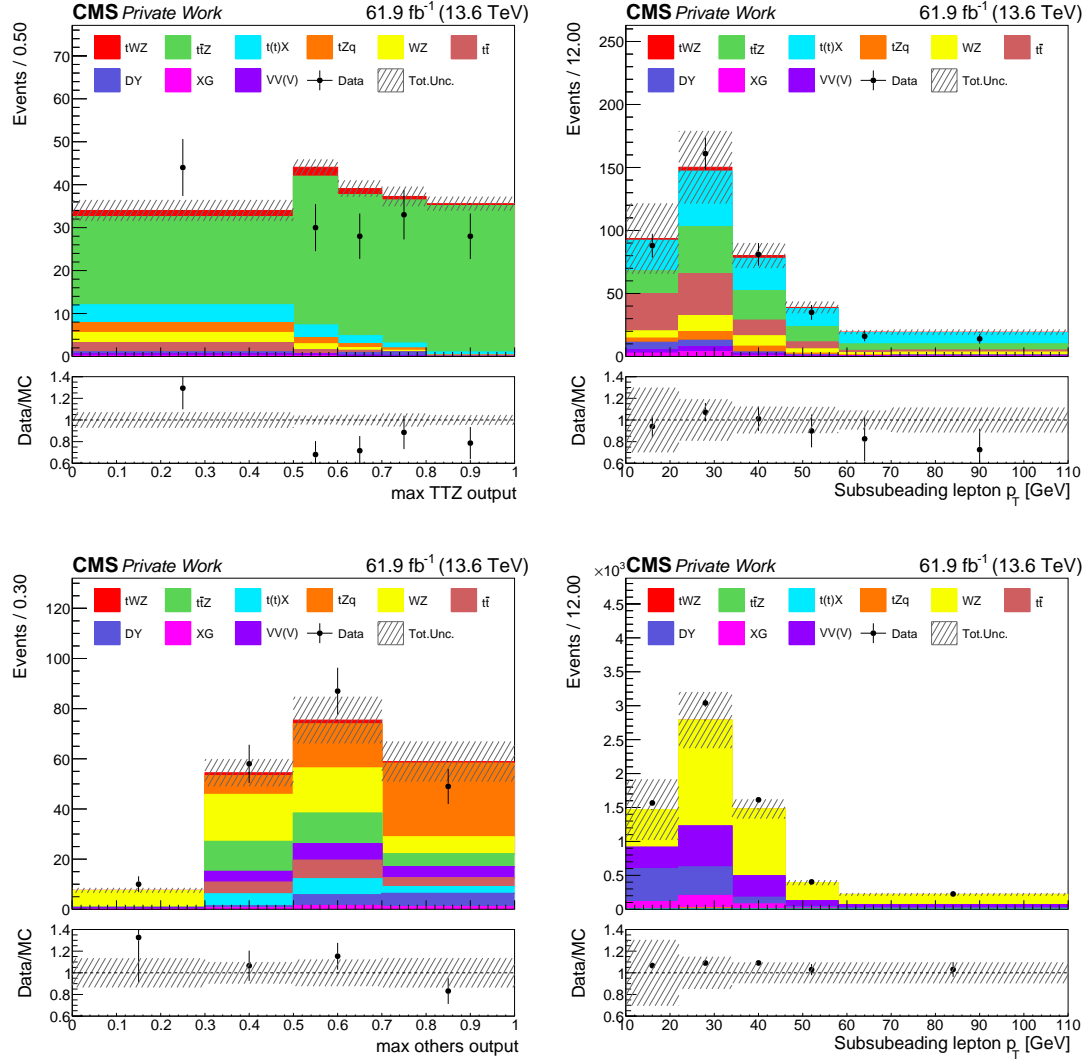 CMS Private Work 61.9 fb⁻¹ (13.6 TeV)
Events / 0.50
tWZ tt̄Z t(t)X tZq WZ tt̄
DY XG VV(V) Data Tot.Unc.
70
60
50
40
30
20
10
0
Data/MC
1.4
1.2
1
0.8
0.6
0 0.1 0.2 0.3 0.4 0.5 0.6 0.7 0.8 0.9 1
max TTZ output
CMS Private Work 61.9 fb⁻¹ (13.6 TeV)
Events / 12.00
tWZ tt̄Z t(t)X tZq WZ tt̄
DY XG VV(V) Data Tot.Unc.
250
200
150
100
50
0
Data/MC
1.4
1.2
1
0.8
0.6
10 20 30 40 50 60 70 80 90 100 110
Subsubeading lepton p_T [GeV]
CMS Private Work 61.9 fb⁻¹ (13.6 TeV)
Events / 0.30
tWZ tt̄Z t(t)X tZq WZ tt̄
DY XG VV(V) Data Tot.Unc.
120
100
80
60
40
20
0
Data/MC
1.4
1.2
1
0.8
0.6
0 0.1 0.2 0.3 0.4 0.5 0.6 0.7 0.8 0.9 1
max others output
CMS Private Work 61.9 fb⁻¹ (13.6 TeV)
×10³
Events / 12.00
tWZ tt̄Z t(t)X tZq WZ tt̄
DY XG VV(V) Data Tot.Unc.
4.5
4
3.5
3
2.5
2
1.5
1
0.5
0
Data/MC
1.4
1.2
1
0.8
0.6
10 20 30 40 50 60 70 80 90 100 110
Subsubeading lepton p_T [GeV]